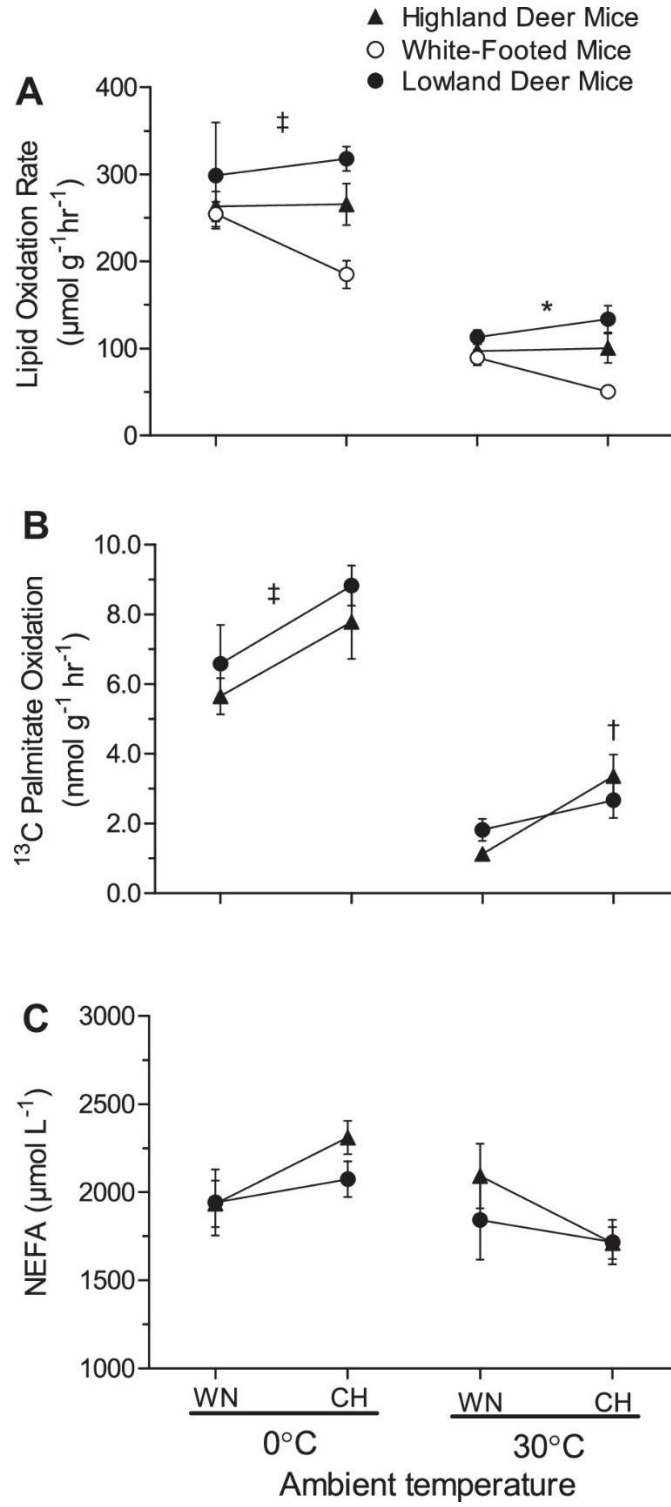 ▲ Highland Deer Mice
○ White-Footed Mice
● Lowland Deer Mice
A
Lipid Oxidation Rate
(µmol g⁻¹hr⁻¹)
400
300
200
100
0
‡
*
B
¹³C Palmitate Oxidation
(nmol g⁻¹ hr⁻¹)
10.0
8.0
6.0
4.0
2.0
0.0
‡
†
C
NEFA (µmol L⁻¹)
3000
2500
2000
1500
1000
WN CH WN CH
0°C 30°C
Ambient temperature